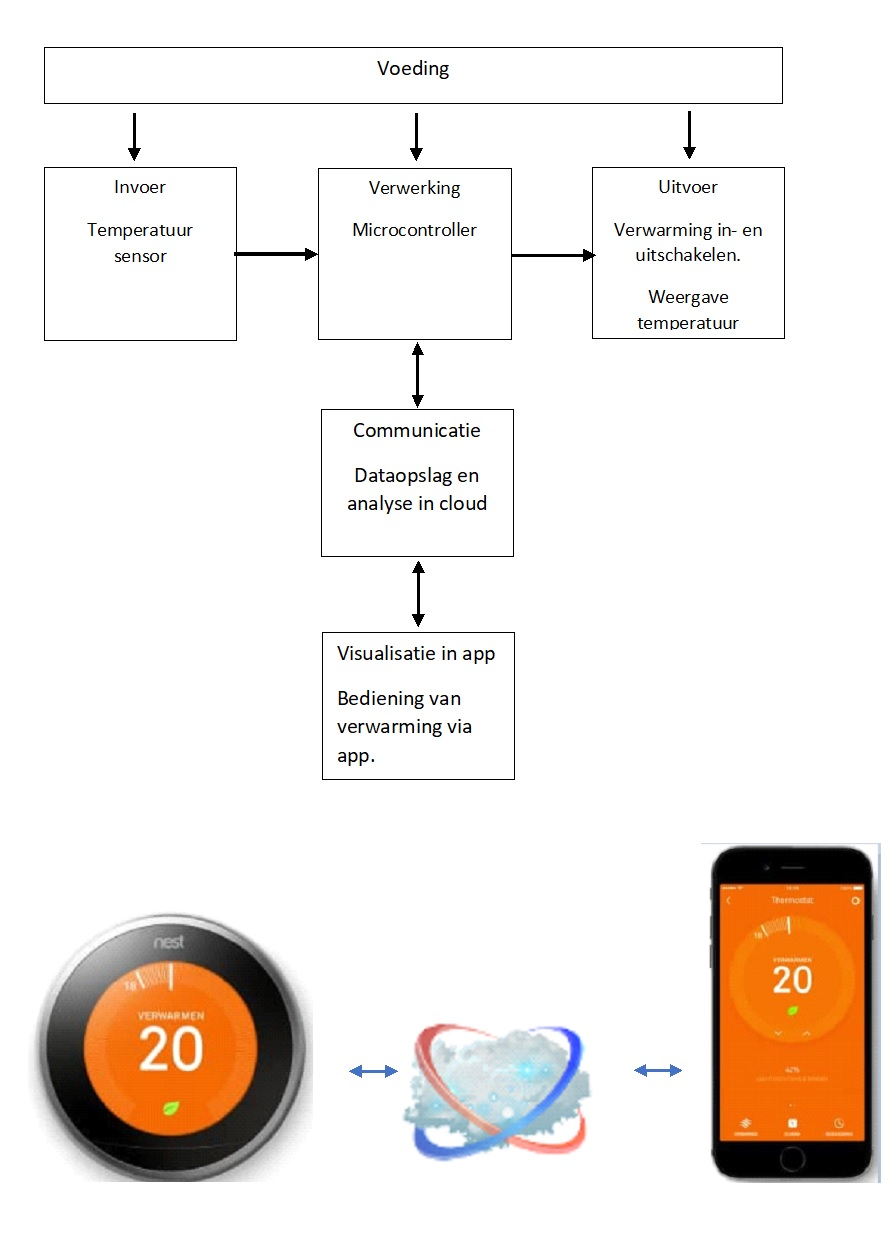 Voeding
Invoer
Temperatuur
sensor
Verwerking
Microcontroller
Uitvoer
Verwarming in- en
uitschakelen.
Weergave
temperatuur
Communicatie
Dataopslag en
analyse in cloud
Visualisatie in app
Bediening van
verwarming via
app.
nest
18
VERWARMEN
20
Thermostat
18
VERWARMEN
20
42%